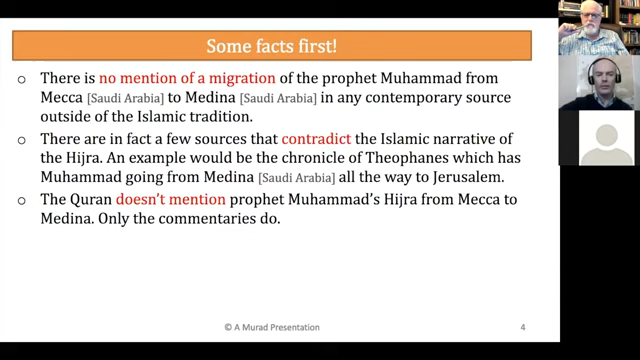 Some facts first!
o There is no mention of a migration of the prophet Muhammad from
Mecca [Saudi Arabia] to Medina [Saudi Arabia] in any contemporary source
outside of the Islamic tradition.
o There are in fact a few sources that contradict the Islamic narrative of
the Hijra. An example would be the chronicle of Theophanes which has
Muhammad going from Medina [Saudi Arabia] all the way to Jerusalem.
o The Quran doesn't mention prophet Muhammad's Hijra from Mecca to
Medina. Only the commentaries do.
© A Murad Presentation
4